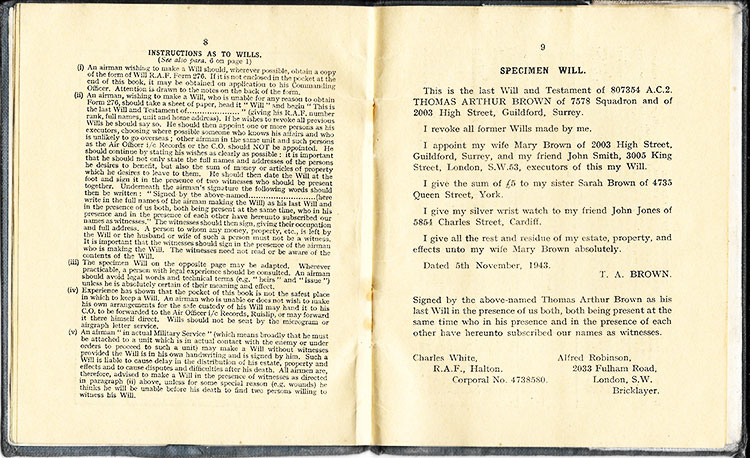 8
INSTRUCTIONS AS TO WILLS.
(See also para. 6 on page 1)
(i) An airman wishing to make a Will should, wherever possible, obtain a copy
of the form of Will R.A.F. Form 276. If it is not enclosed in the pocket at the
end of this book, it may be obtained on application to his Commanding
Officer. Attention is drawn to the notes on the back of the form.
(ii) An airman, wishing to make a Will, who is unable for any reason to obtain
Form 276, should take a sheet of paper, head it " Will " and begin " This is
the last Will and Testament of.................. " (giving his R.A.F. number
rank, full names, unit and home address). If he wishes to revoke all previous
Wills he should say so. He should then appoint one or more persons as his
executors, choosing where possible someone who knows his affairs and who
is unlikely to go overseas ; other airman in the same unit and such persons
as the Air Officer i/c Records or the C.O. should NOT be appointed. He
should continue by stating his wishes as clearly as possible : it is important
that he should not only state the full names and addresses of the persons
he desires to benefit, but also the sum of money or articles of property
which he desires to leave to them. He should then date the Will at the
foot and sign it in the presence of two witnesses who should be present
together. Underneath the airman's signature the following words should
then be written : " Signed by the above-named.....................(here
write in the full names of the airman making the Will) as his last Will and
in the presence of us both, both being present at the same time, who in his
presence and in the presence of each other have hereunto subscribed our
names as witnesses." The witnesses should then sign, giving their occupation
and full address. A person to whom any money, property, etc., is left by
the Will or the husband or wife of such a person must not be a witness.
It is important that the witnesses should sign in the presence of the airman
who is making the Will. The witnesses need not read or be aware of the
contents of the Will.
(iii) The specimen Will on the opposite page may be adapted. Wherever
practicable, a person with legal experience should be consulted. An airman
should avoid legal words and technical terms (e.g. " heirs " and " issue ")
unless he is absolutely certain of their meaning and effect.
(iv) Experience has shown that the pocket of this book is not the safest place
in which to keep a Will. An airman who is unable or does not wish to make
his own arrangements for the safe custody of his Will may hand it to his
C.O. to be forwarded to the Air Officer i/c Records, Ruislip, or may forward
it there himself direct. Wills should not be sent by the microgram or
airgraph letter service.
(v) An airman " in actual Military Service " (which means broadly that he must
be attached to a unit which is in actual contact with the enemy or under
orders to proceed to such a unit) may make a Will without witnesses
provided the Will is in his own handwriting and is signed by him. Such a
Will is liable to cause delay in the distribution of his estate, property and
effects and to cause disputes and difficulties after his death. All airmen are,
therefore, advised to make a Will in the presence of witnesses as directed
in paragraph (ii) above, unless for some special reason (e.g. wounds) he
thinks he will be unable before his death to find two persons willing to
witness his Will.
9
SPECIMEN WILL.
This is the last Will and Testament of 807354 A.C.2.
THOMAS ARTHUR BROWN of 7578 Squadron and of
2003 High Street, Guildford, Surrey.
I revoke all former Wills made by me.
I appoint my wife Mary Brown of 2003 High Street,
Guildford, Surrey, and my friend John Smith, 3005 King
Street, London, S.W.53, executors of this my Will.
I give the sum of £5 to my sister Sarah Brown of 4735
Queen Street, York.
I give my silver wrist watch to my friend John Jones of
5854 Charles Street, Cardiff.
I give all the rest and residue of my estate, property, and
effects unto my wife Mary Brown absolutely.
Dated 5th November, 1943.
T. A. BROWN.
Signed by the above-named Thomas Arthur Brown as his
last Will in the presence of us both, both being present at the
same time who in his presence and in the presence of each
other have hereunto subscribed our names as witnesses.
Charles White, Alfred Robinson,
R.A.F., Halton. 2033 Fulham Road,
Corporal No. 4738580. London, S.W.
Bricklayer.